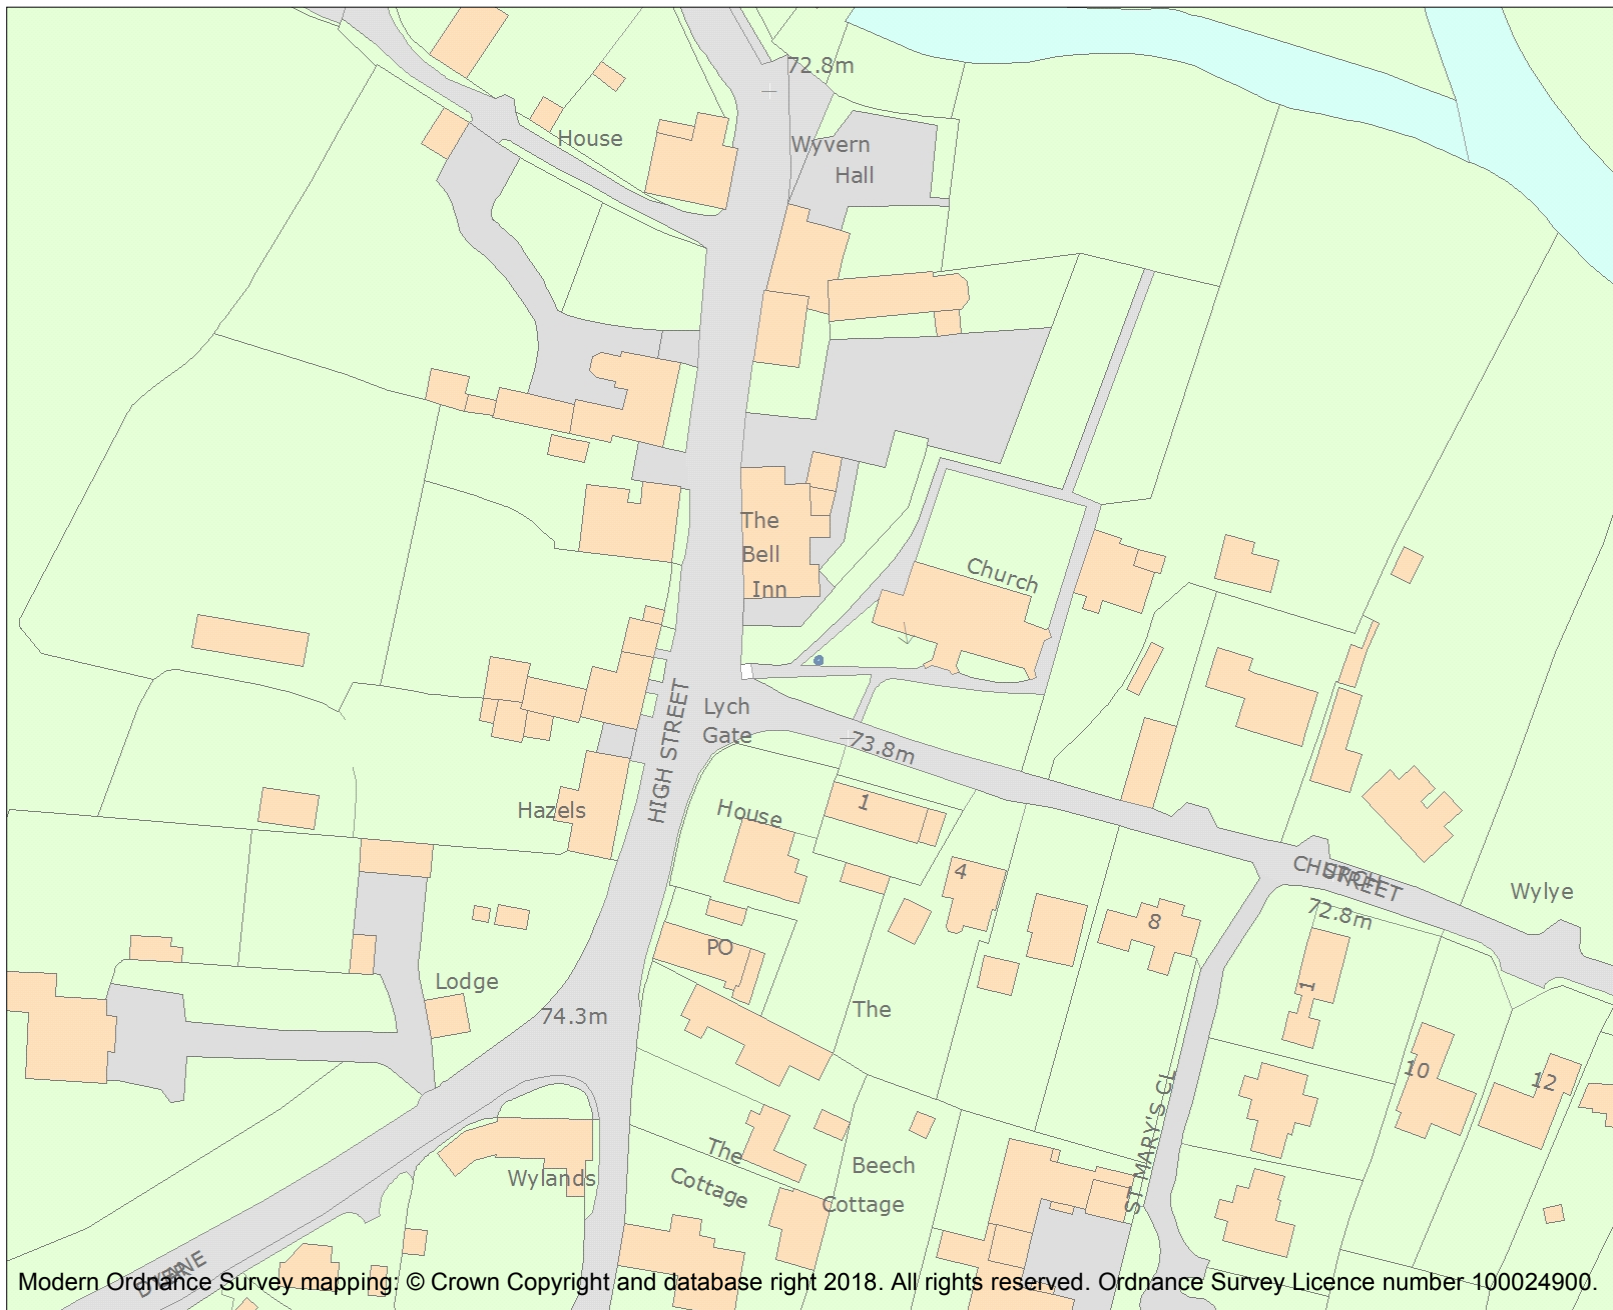 72.8m
House
Wyvern
Hall
The
Bell
Inn
Church
HIGH STREET
Lych
Gate
73.8m
Hazels
House
1
4
8
CHURCH
STREET
72.8m
Wylye
PO
Lodge
74.3m
The
1
10
12
ST MARY'S CL
The
Cottage
Beech
Cottage
Wylands
LANE
Modern Ordnance Survey mapping: © Crown Copyright and database right 2018. All rights reserved. Ordnance Survey Licence number 100024900.